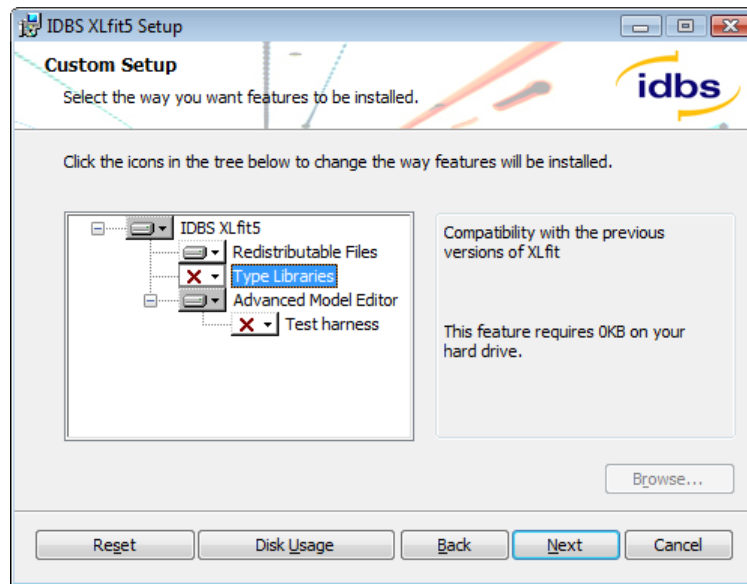 IDBS XLfit5 Setup
Custom Setup
Select the way you want features to be installed.
idbs
Click the icons in the tree below to change the way features will be installed.
IDBS XLfit5
Redistributable Files
Type Libraries
Advanced Model Editor
Test harness
Compatibility with the previous
versions of XLfit
This feature requires 0KB on your
hard drive.
Browse...
Reset
Disk Usage
Back
Next
Cancel